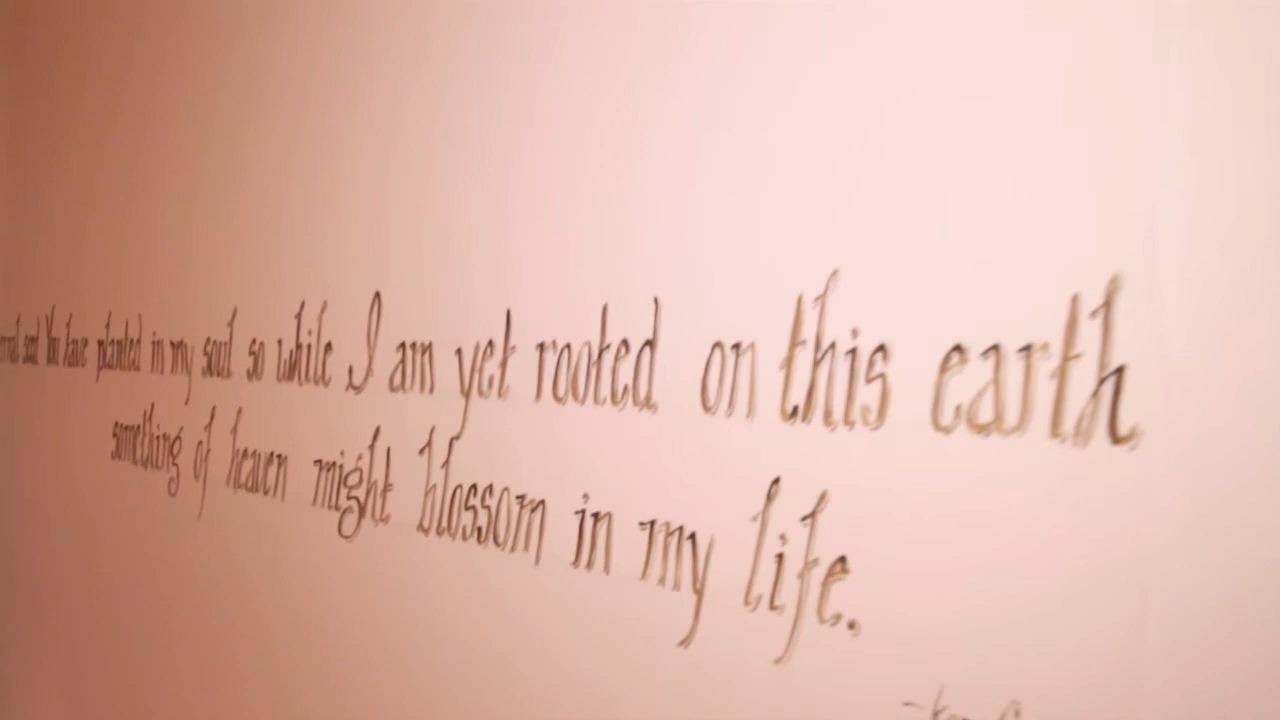 seed You have planted in my soul so while I am yet rooted on this earth
something of heaven might blossom in my life.